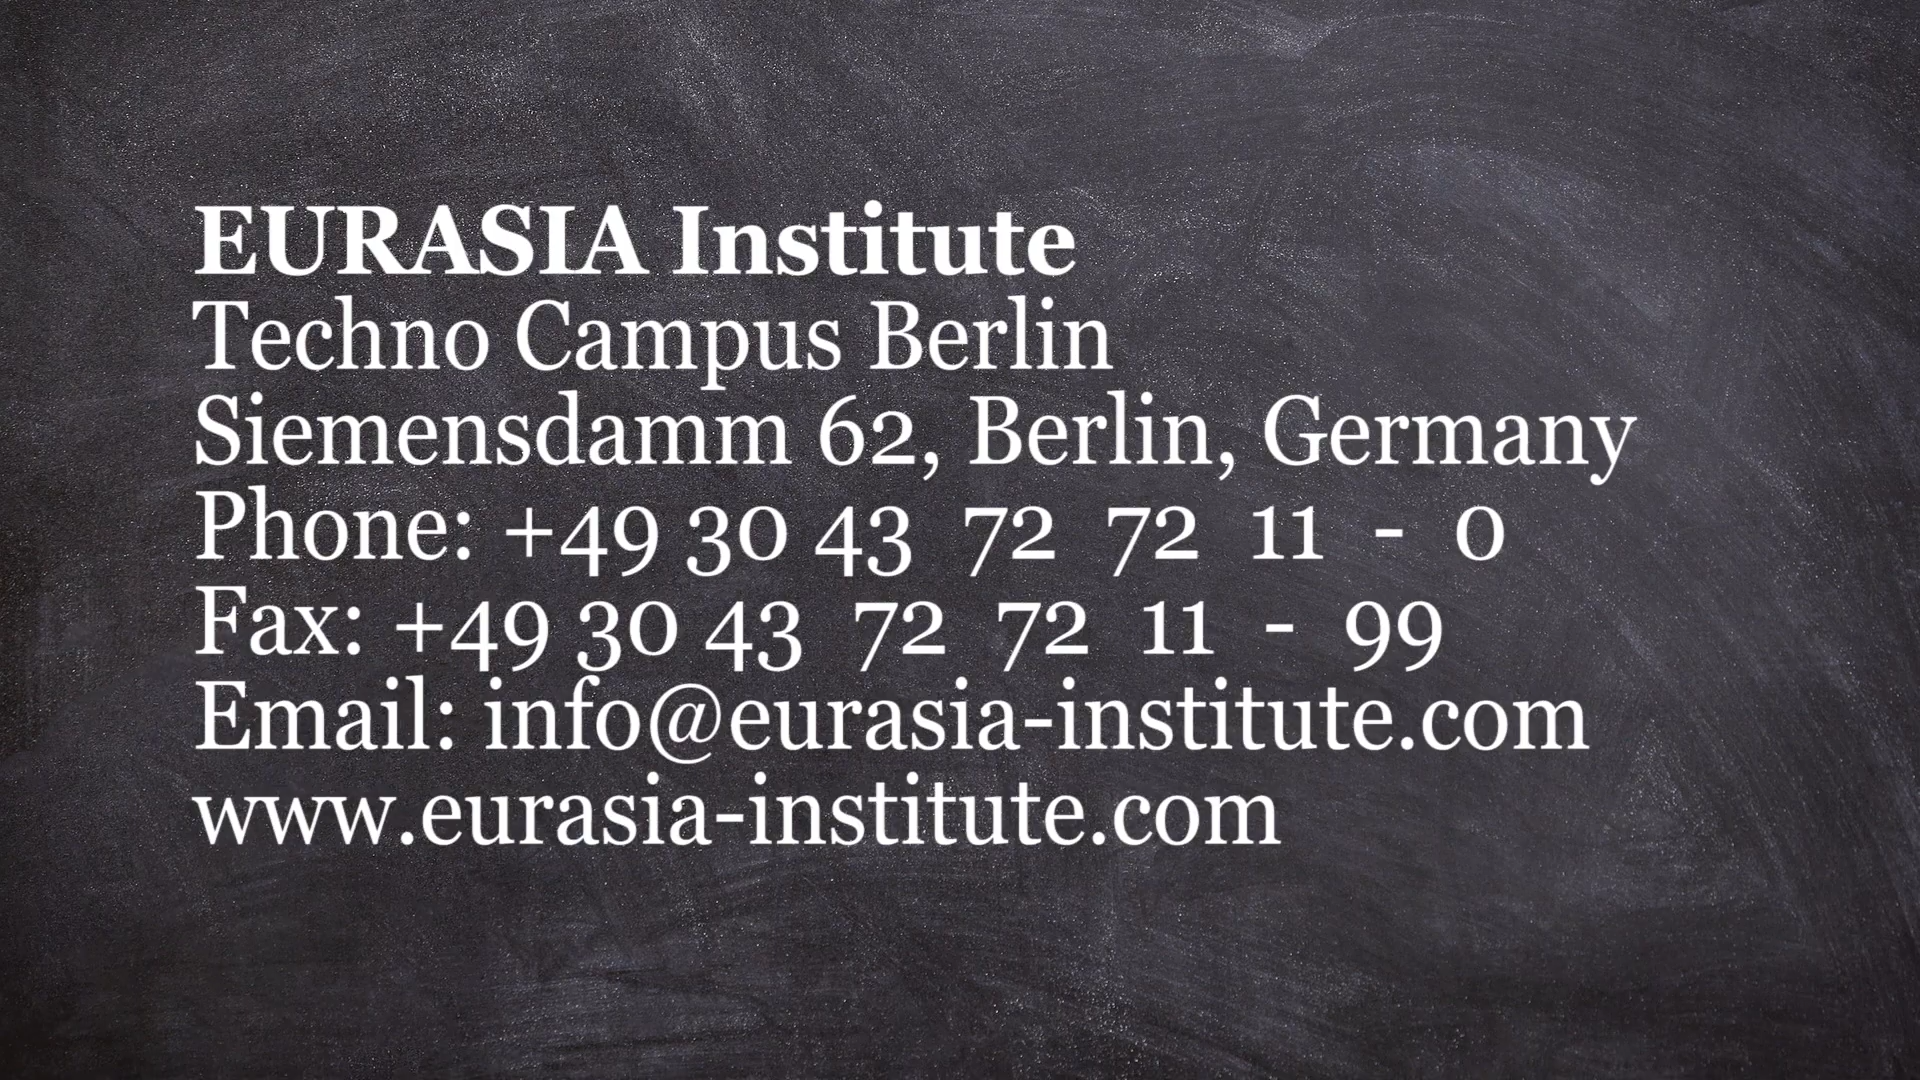 EURASIA Institute
Techno Campus Berlin
Siemensdamm 62, Berlin, Germany
Phone: +49 30 43 72 72 11 - 0
Fax: +49 30 43 72 72 11 - 99
Email: info@eurasia-institute.com
www.eurasia-institute.com